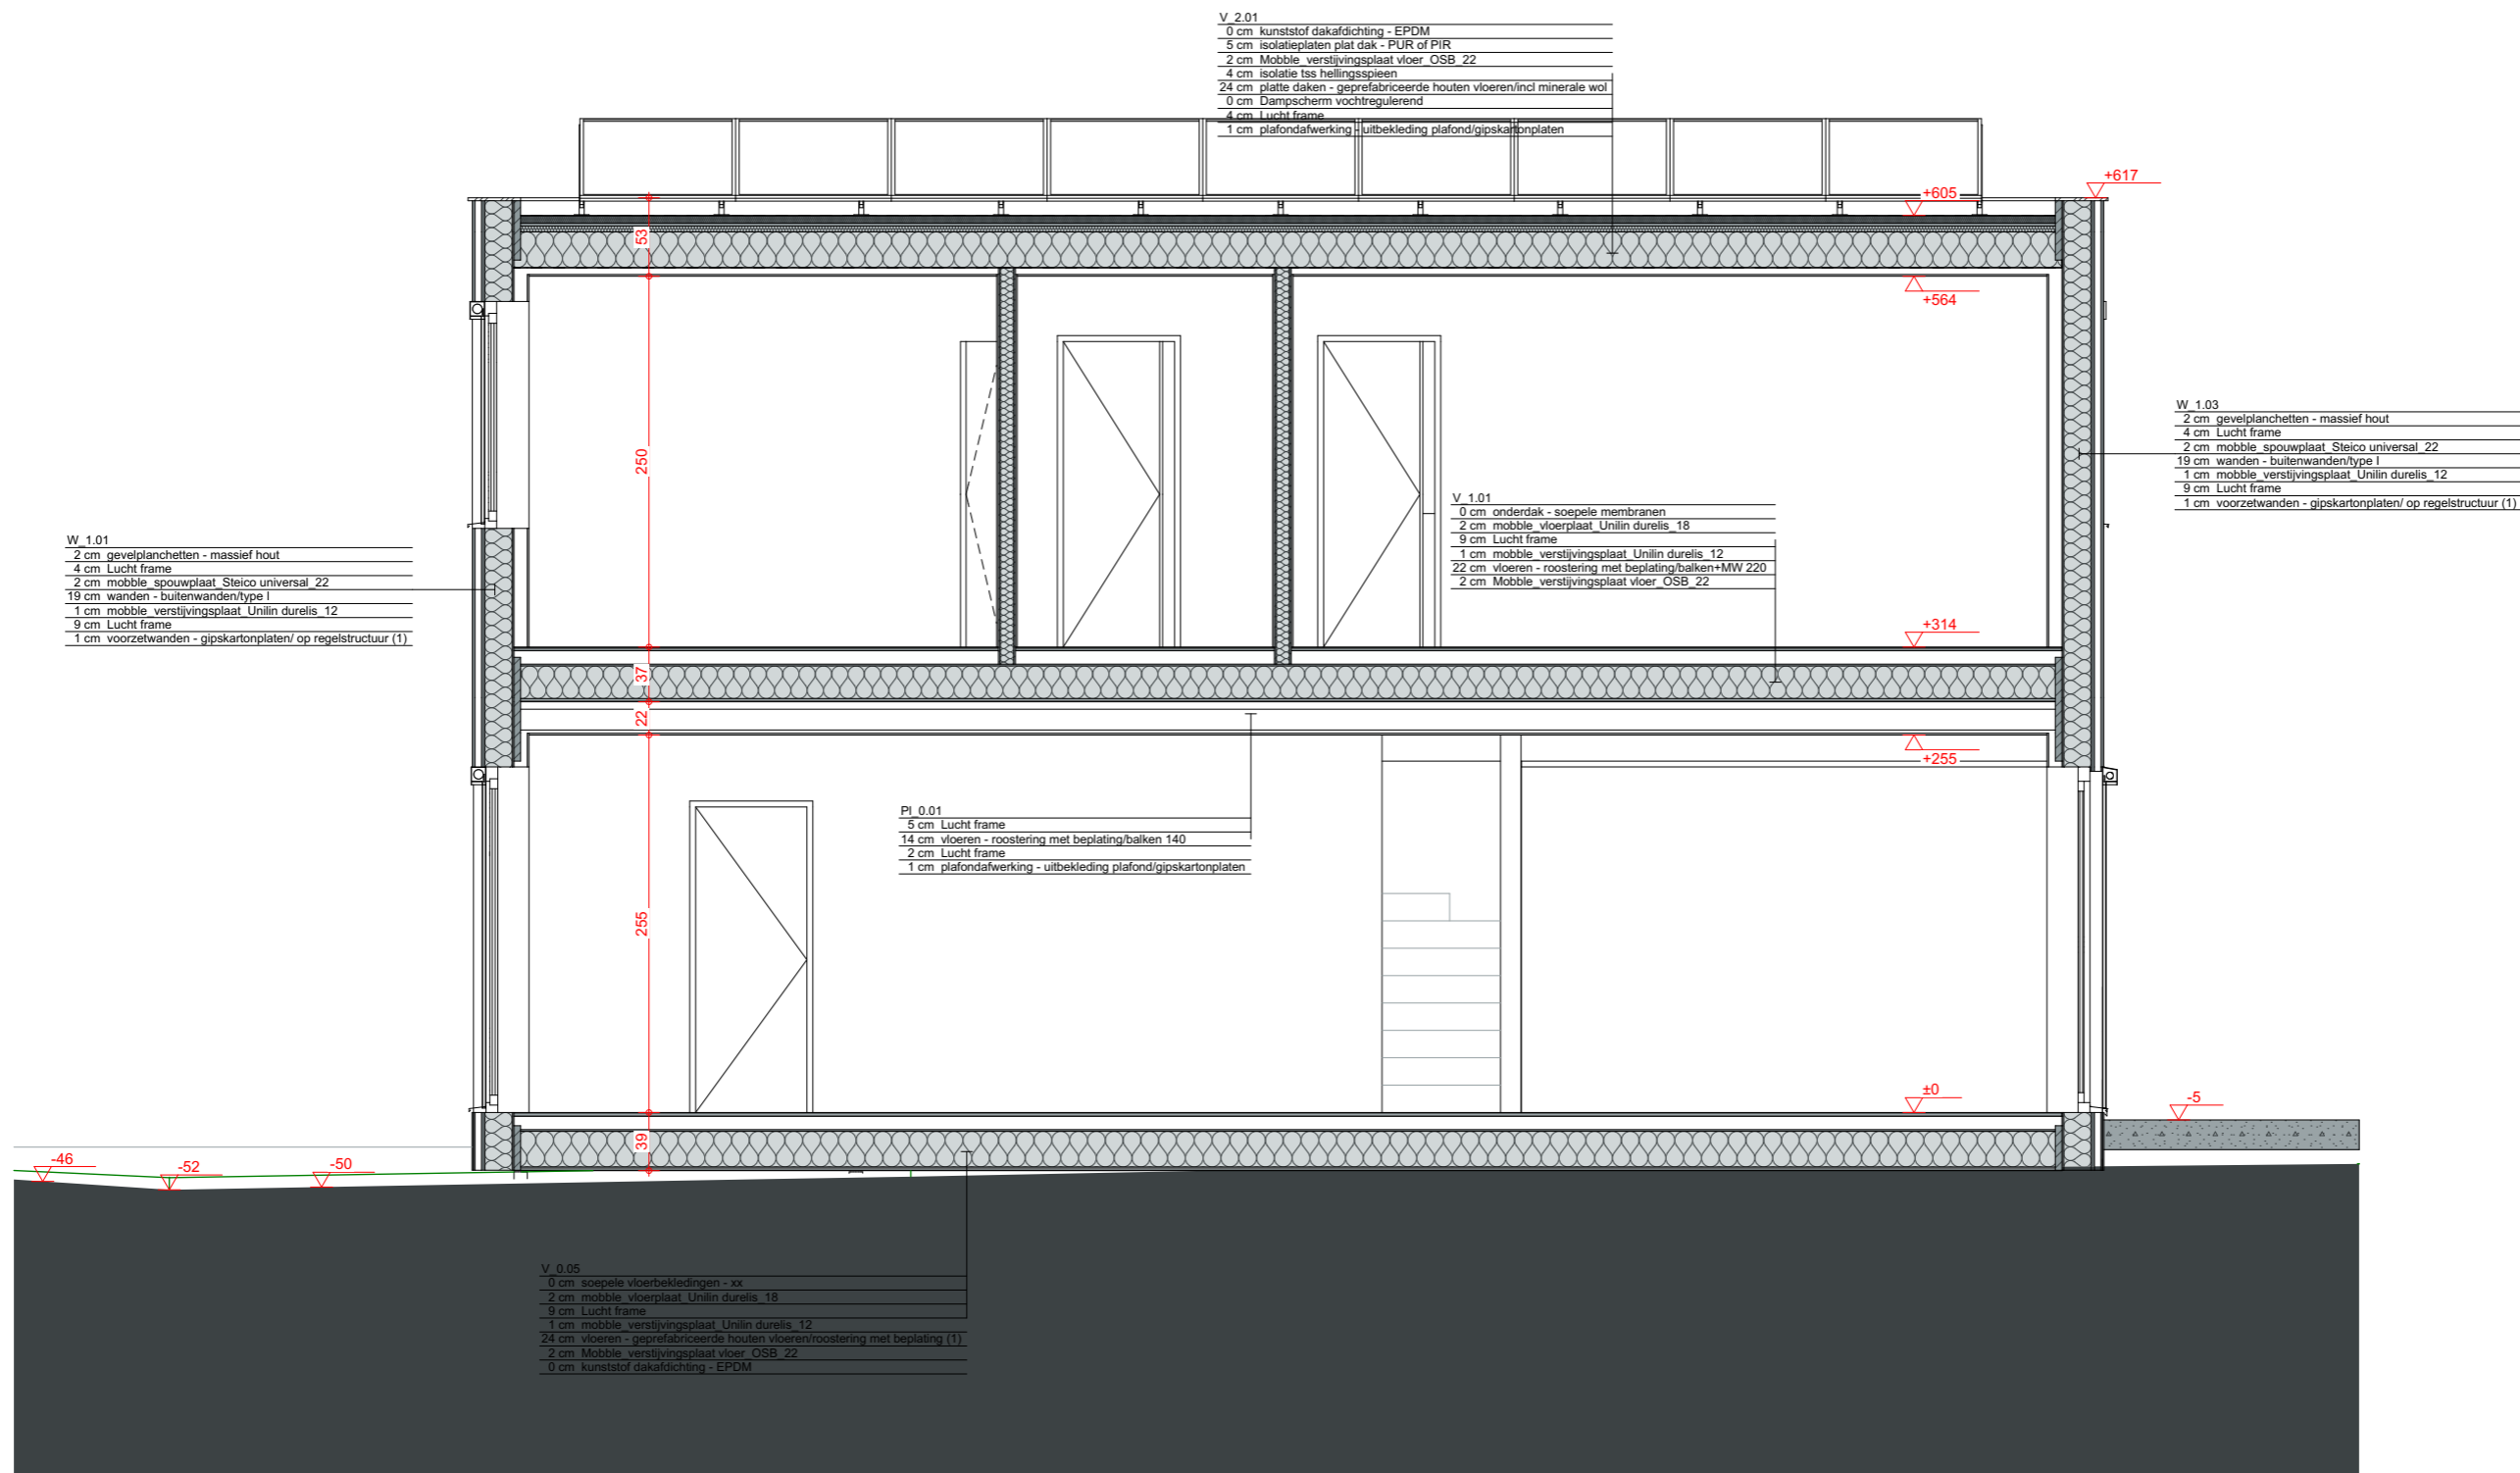 V_2.01
0 cm kunststof dakafdichting - EPDM
5 cm isolatieplaten plat dak - PUR of PIR
2 cm Mobble_verstijvingsplaat vloer_OSB_22
4 cm isolatie tss hellingsspieen
24 cm platte daken - geprefabriceerde houten vloeren/incl minerale wol
0 cm Dampscherm vochtregulerend
4 cm Lucht frame
1 cm plafondafwerking - uitbekleding plafond/gipskartonplaten
+617
+605
53
+564
250
W_1.03
2 cm gevelplanchetten - massief hout
4 cm Lucht frame
2 cm mobble_spouwplaat_Steico universal_22
19 cm wanden - buitenwanden/type I
1 cm mobble_verstijvingsplaat_Unilin durelis_12
9 cm Lucht frame
1 cm voorzetwanden - gipskartonplaten/ op regelstructuur (1)
V_1.01
0 cm onderdak - soepele membranen
2 cm mobble_vloerplaat_Unilin durelis_18
9 cm Lucht frame
1 cm mobble_verstijvingsplaat_Unilin durelis_12
22 cm vloeren - roostering met beplating/balken+MW 220
2 cm Mobble_verstijvingsplaat vloer_OSB_22
W_1.01
2 cm gevelplanchetten - massief hout
4 cm Lucht frame
2 cm mobble_spouwplaat_Steico universal_22
19 cm wanden - buitenwanden/type I
1 cm mobble_verstijvingsplaat_Unilin durelis_12
9 cm Lucht frame
1 cm voorzetwanden - gipskartonplaten/ op regelstructuur (1)
+314
37
22
+255
Pl_0.01
5 cm Lucht frame
14 cm vloeren - roostering met beplating/balken 140
2 cm Lucht frame
1 cm plafondafwerking - uitbekleding plafond/gipskartonplaten
255
±0
-5
39
-46
-52
-50
V_0.05
0 cm soepele vloerbekledingen - xx
2 cm mobble_vloerplaat_Unilin durelis_18
9 cm Lucht frame
1 cm mobble_verstijvingsplaat_Unilin durelis_12
24 cm vloeren - geprefabriceerde houten vloeren/roostering met beplating (1)
2 cm Mobble_verstijvingsplaat vloer_OSB_22
0 cm kunststof dakafdichting - EPDM